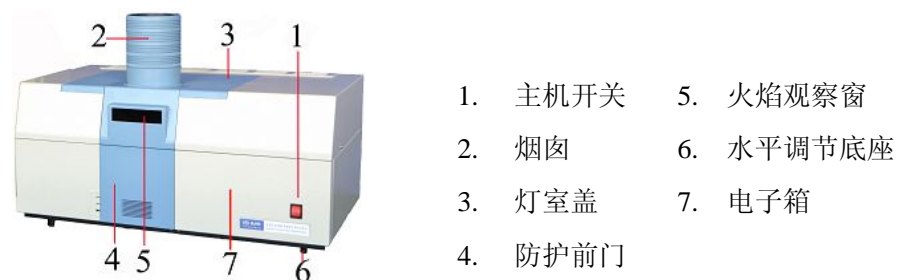 2
3
1
4
5
7
6
1. 主机开关
2. 烟囱
3. 灯室盖
4. 防护前门
5. 火焰观察窗
6. 水平调节底座
7. 电子箱